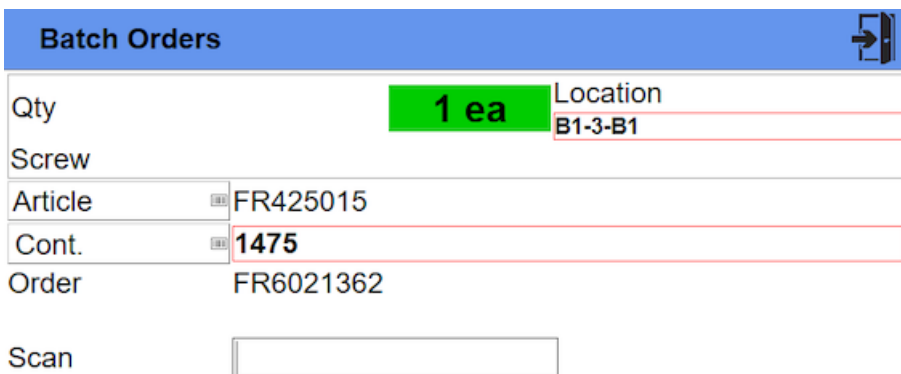 Batch Orders
Qty 1 ea Location
B1-3-B1
Screw
Article FR425015
Cont. 1475
Order FR6021362
Scan